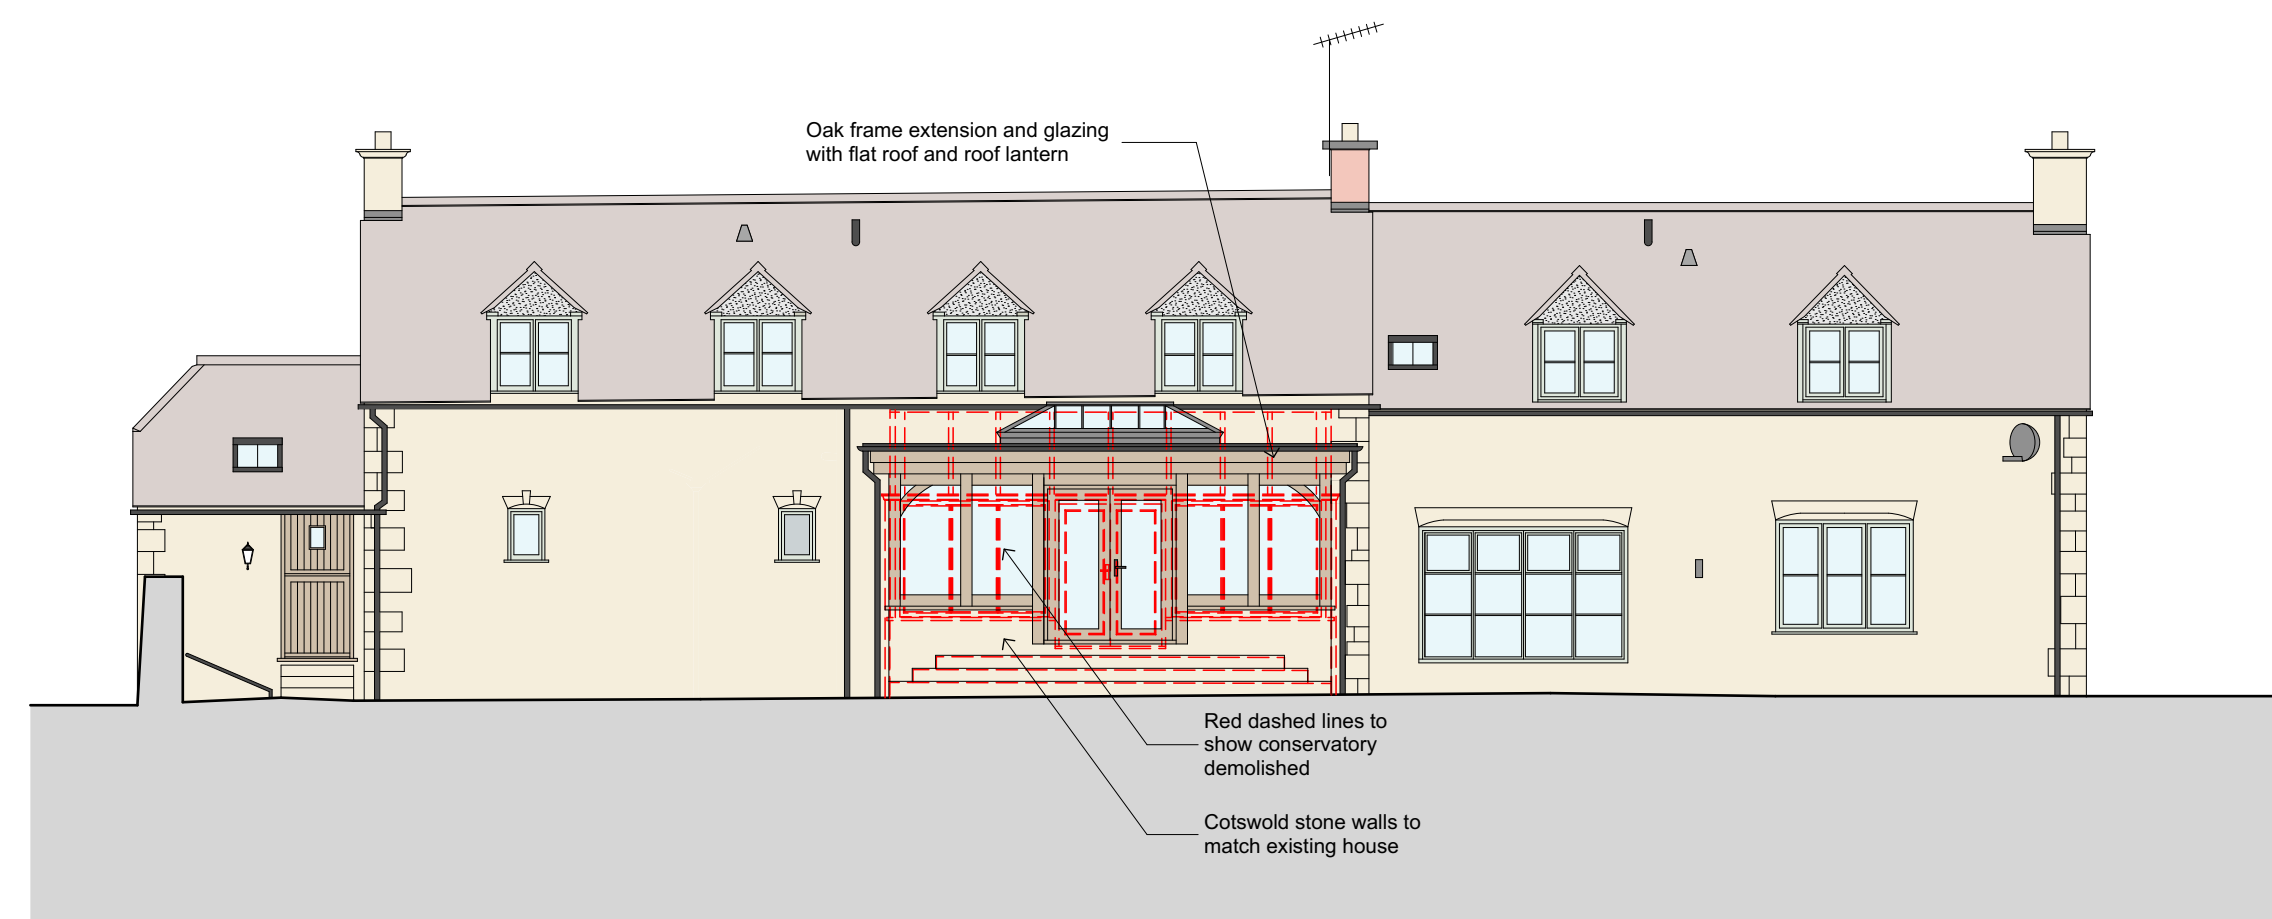 Oak frame extension and glazing
with flat roof and roof lantern
Red dashed lines to
show conservatory
demolished
Cotswold stone walls to
match existing house